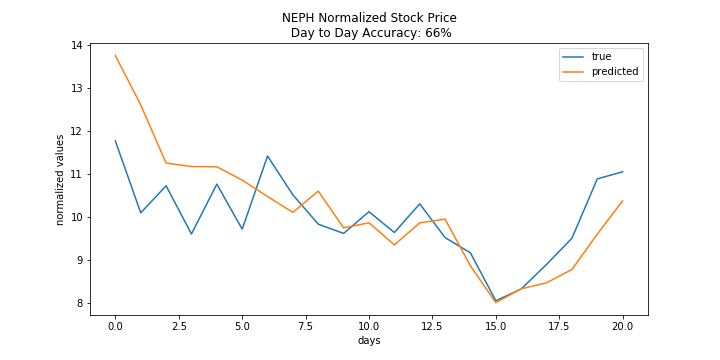 NEPH Normalized Stock Price
Day to Day Accuracy: 66%
true
predicted
normalized values
14
13
12
11
10
9
8
0.0
2.5
5.0
7.5
10.0
12.5
15.0
17.5
20.0
days